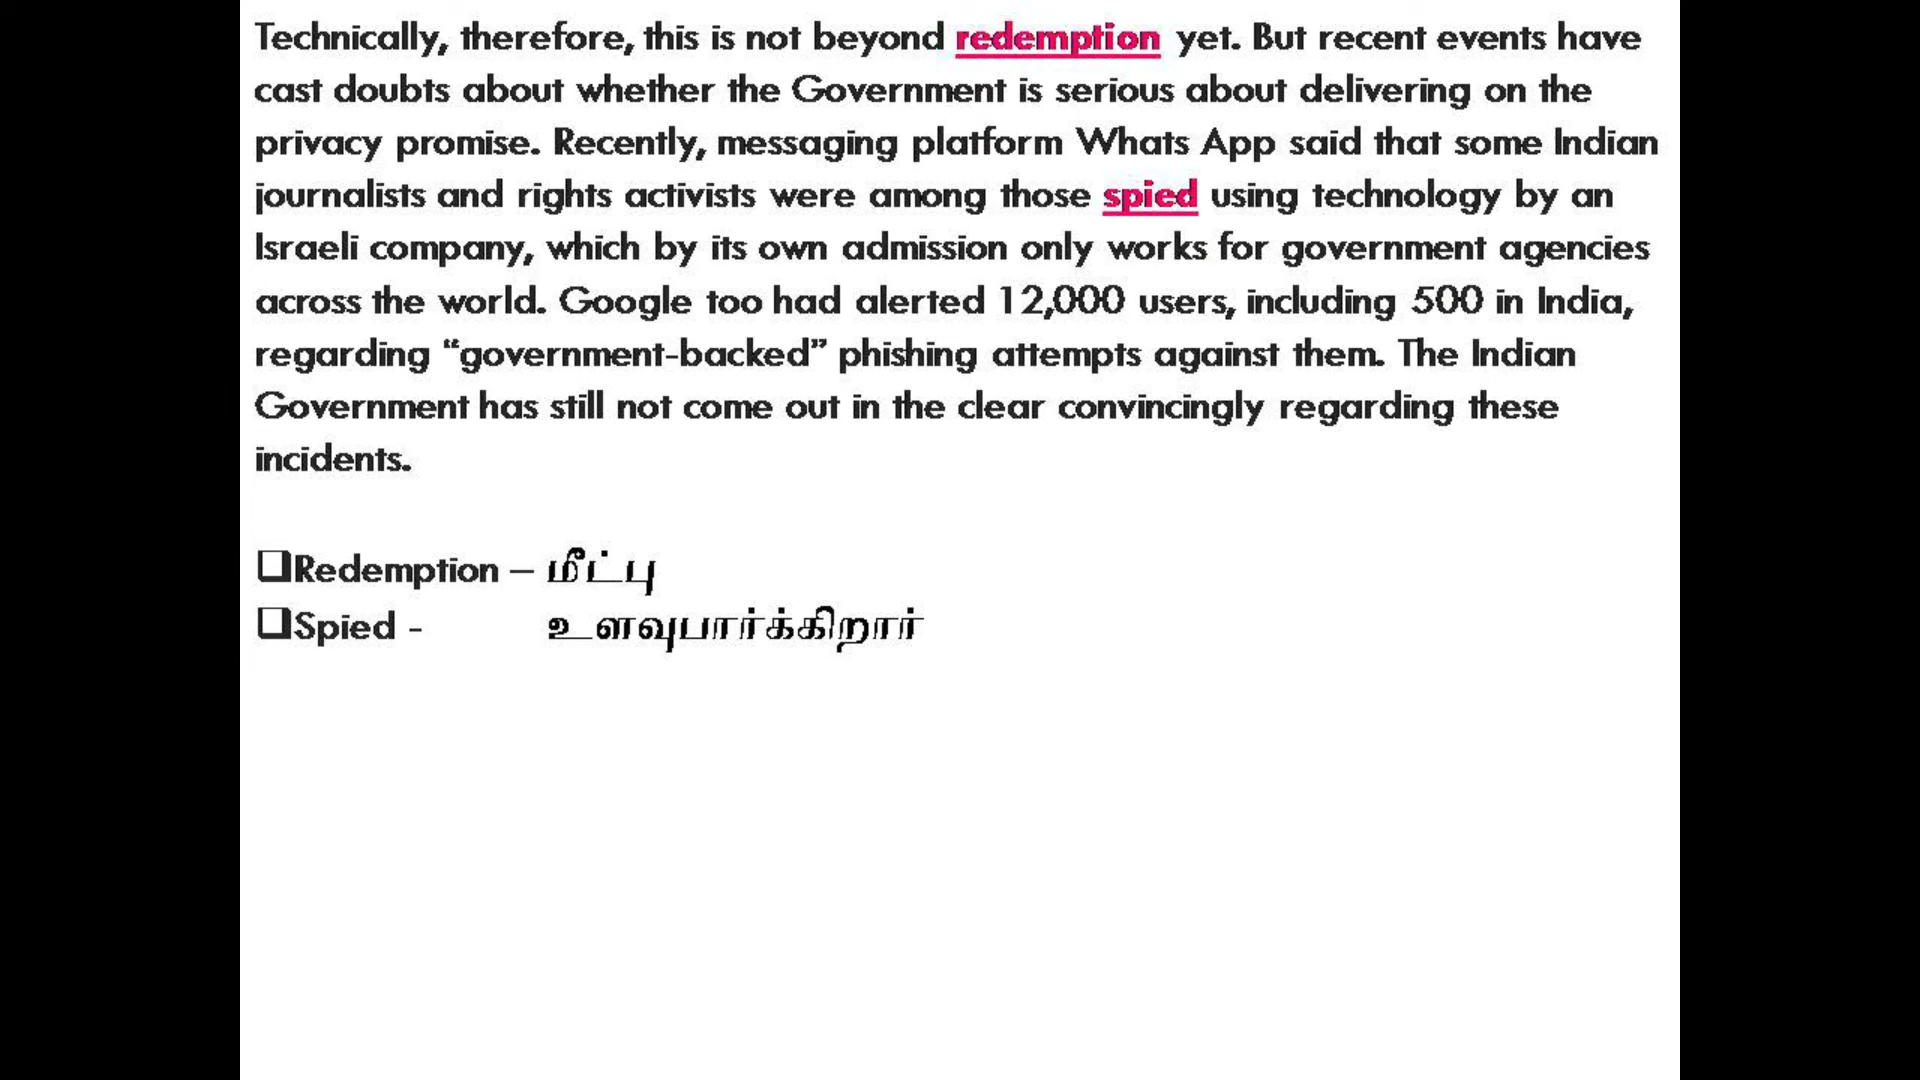 Technically, therefore, this is not beyond redemption yet. But recent events have
cast doubts about whether the Government is serious about delivering on the
privacy promise. Recently, messaging platform Whats App said that some Indian
journalists and rights activists were among those spied using technology by an
Israeli company, which by its own admission only works for government agencies
across the world. Google too had alerted 12,000 users, including 500 in India,
regarding “government-backed” phishing attempts against them. The Indian
Government has still not come out in the clear convincingly regarding these
incidents.
❑Redemption – மீட்பு
❑Spied - உளவுபார்க்கிறார்